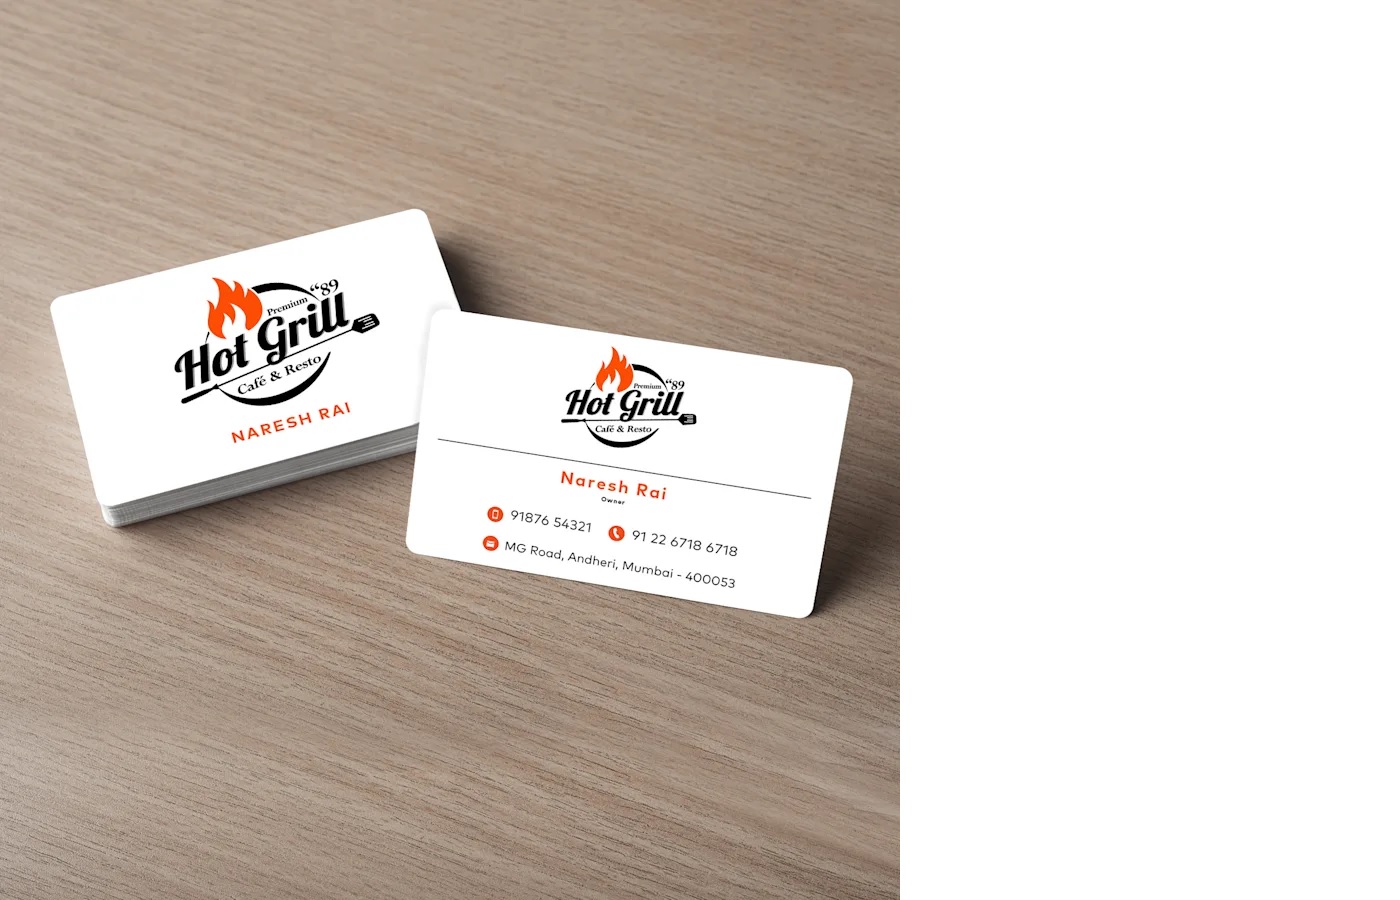 Premium “89
Hot Grill
Café & Resto
NARESH RAI
Premium “89
Hot Grill
Café & Resto
Naresh Rai
Owner
91876 54321
91 22 6718 6718
MG Road, Andheri, Mumbai - 400053